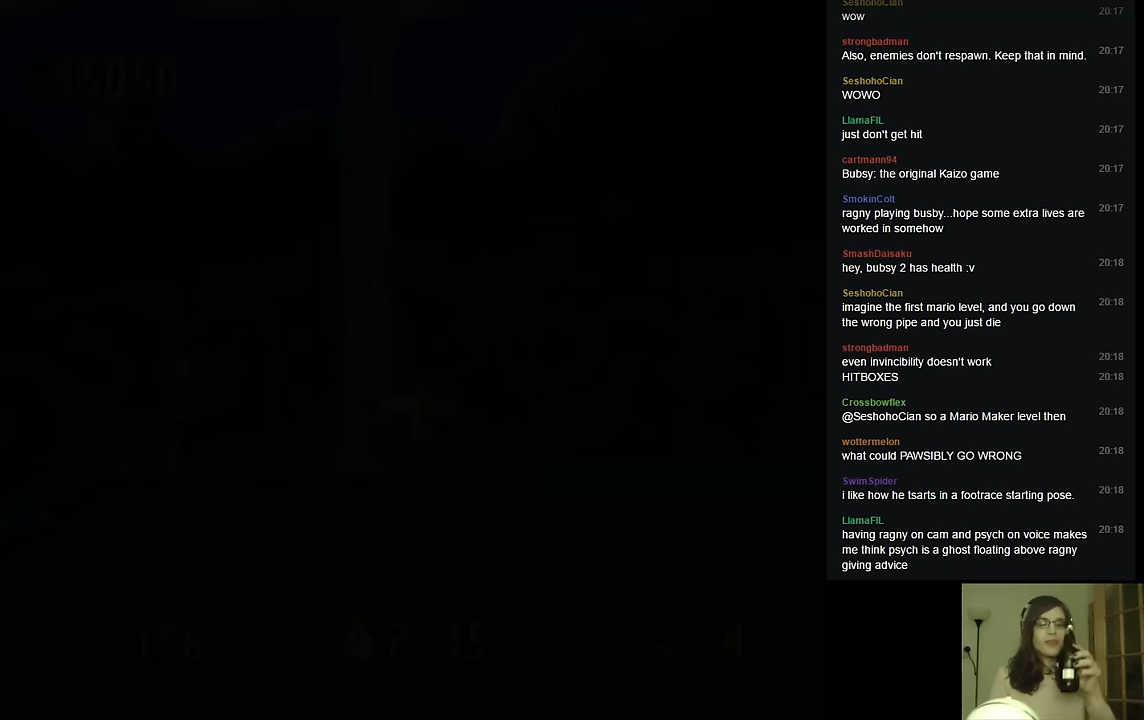 SeshohoCian
wow
20:17
strongbadman
Also, enemies don't respawn. Keep that in mind.
20:17
SeshohoCian
WOWO
20:17
LlamaFIL
just don't get hit
20:17
cartmann94
Bubsy: the original Kaizo game
20:17
SmokinColt
ragny playing busby...hope some extra lives are
worked in somehow
20:17
SmashDaisaku
hey, bubsy 2 has health :v
20:18
SeshohoCian
imagine the first mario level, and you go down
the wrong pipe and you just die
20:18
strongbadman
even invincibility doesn't work
20:18
HITBOXES
20:18
Crossbowflex
@SeshohoCian so a Mario Maker level then
20:18
wottermelon
what could PAWSIBLY GO WRONG
20:18
SwimSpider
i like how he tsarts in a footrace starting pose.
20:18
LlamaFIL
having ragny on cam and psych on voice makes
me think psych is a ghost floating above ragny
giving advice
20:18